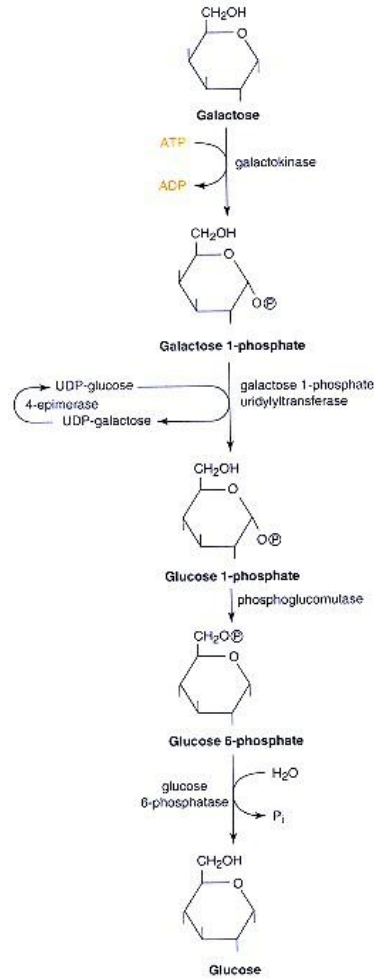 CH₂OH
O
Galactose
ATP
galactokinase
ADP
CH₂OH
O
OⓅ
Galactose 1-phosphate
UDP-glucose
galactose 1-phosphate
4-epimerase
uridylyltransferase
UDP-galactose
CH₂OH
O
OⓅ
Glucose 1-phosphate
phosphoglucomulase
CH₂OⓅ
O
Glucose 6-phosphate
H₂O
glucose
6-phosphatase
Pᵢ
CH₂OH
O
Glucose